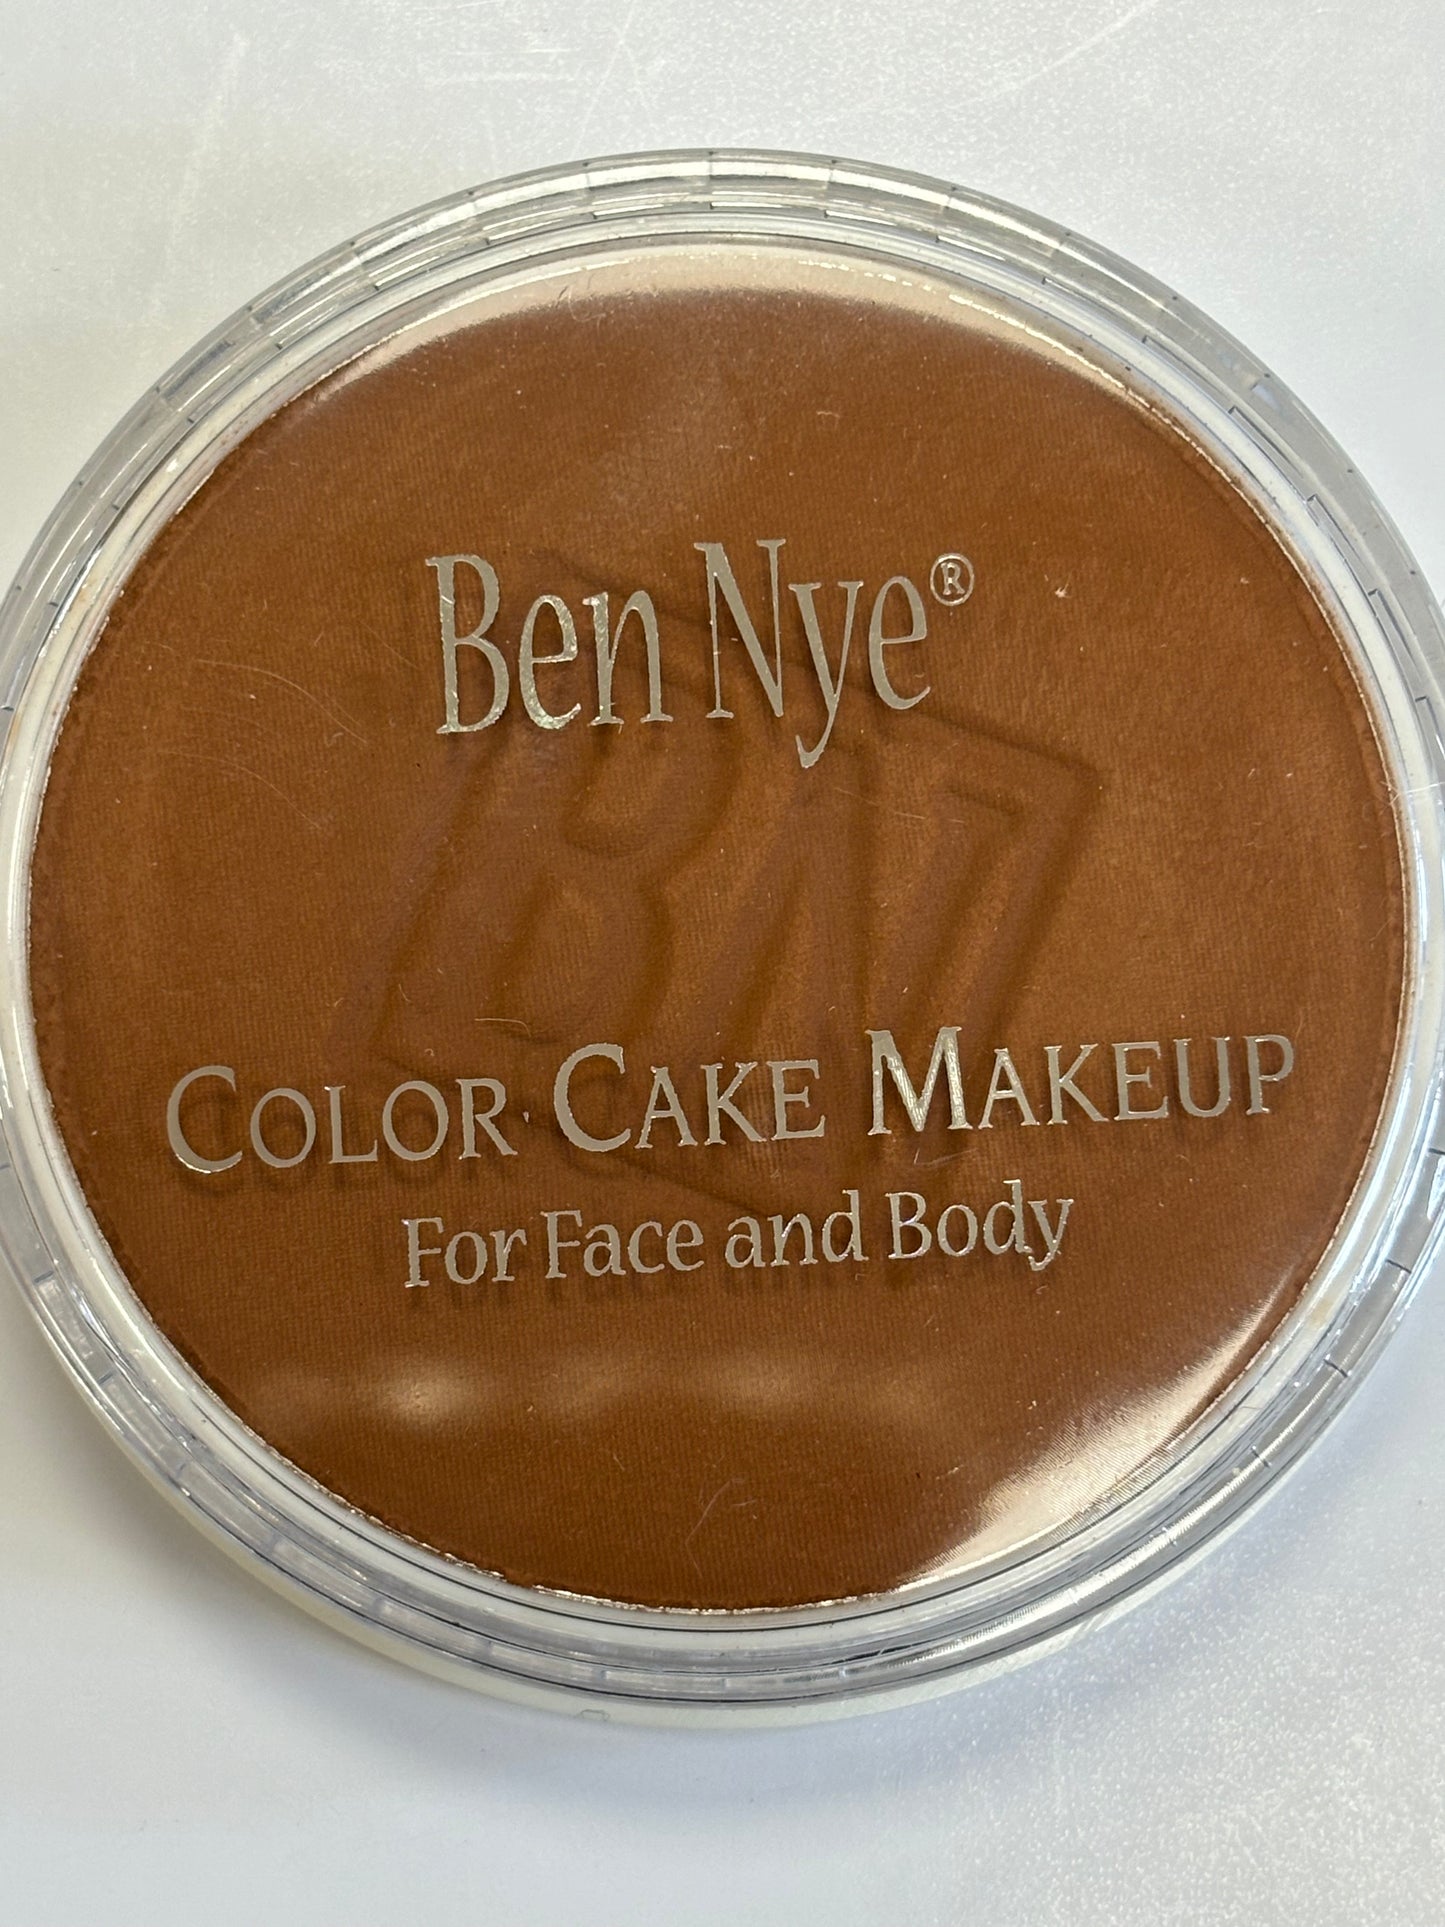 Ben Nye®
COLOR CAKE MAKEUP
For Face and Body